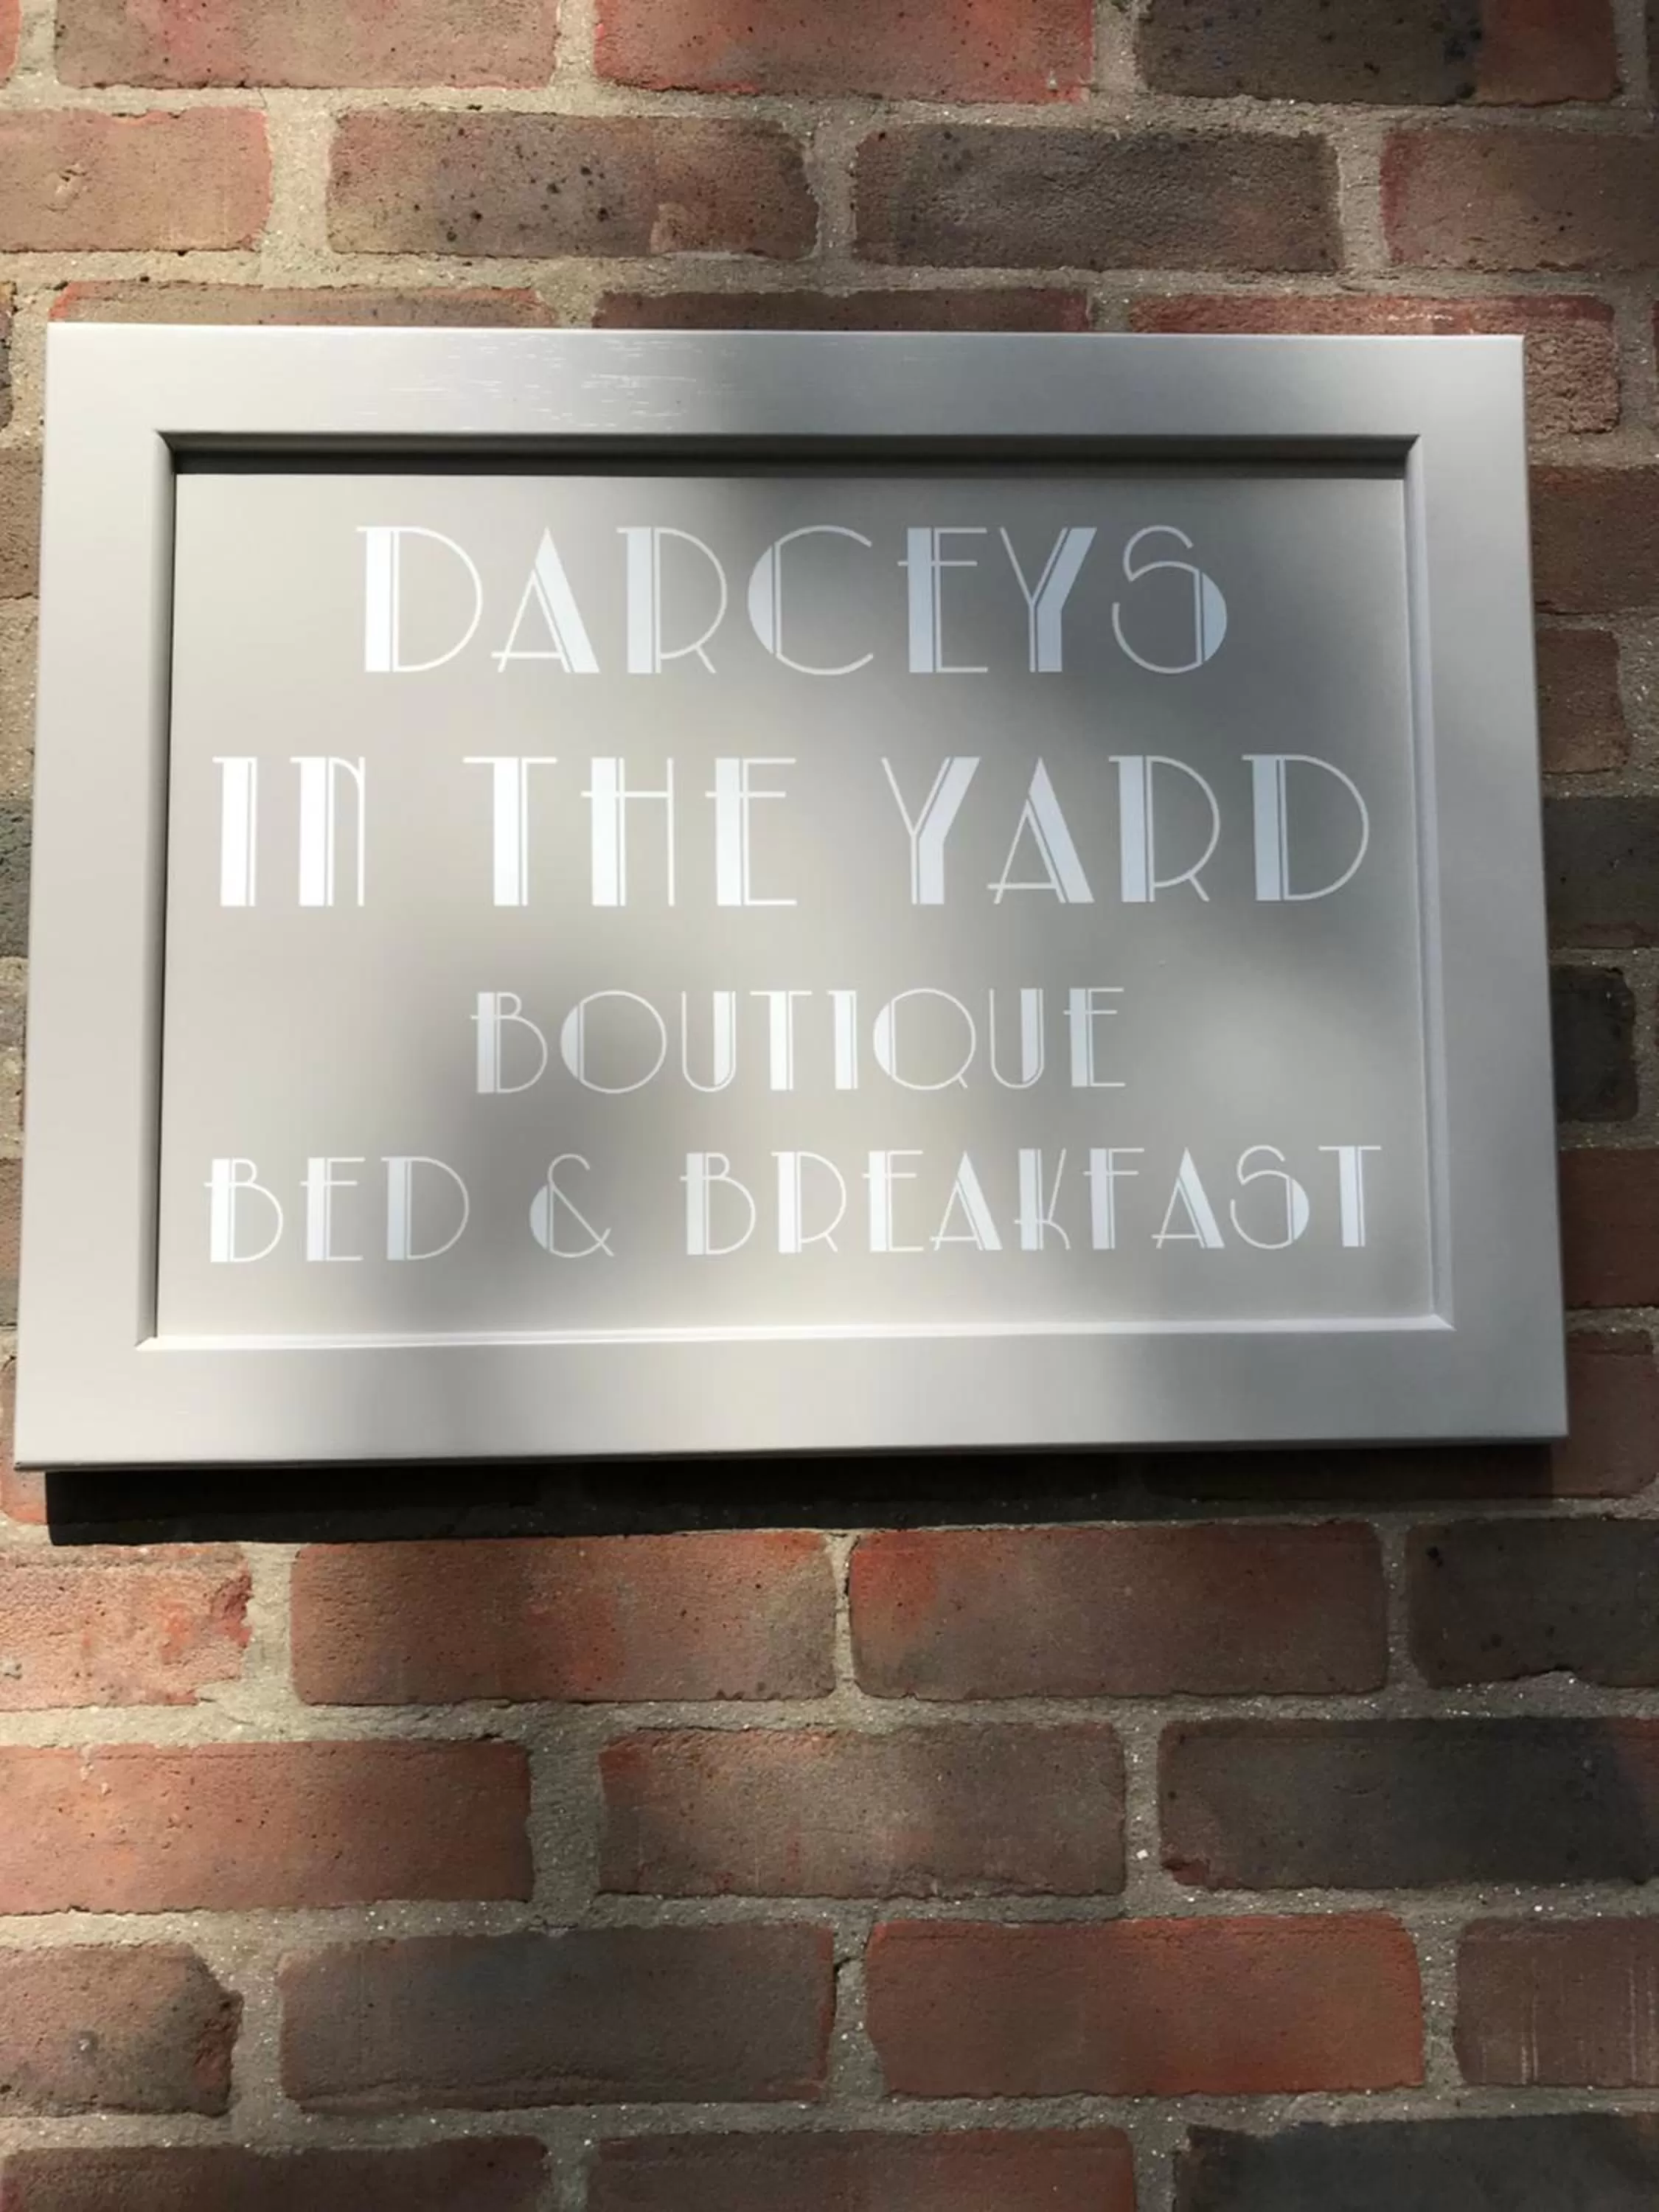 DARCEYS
IN THE YARD
BOUTIQUE
BED & BREAKFAST